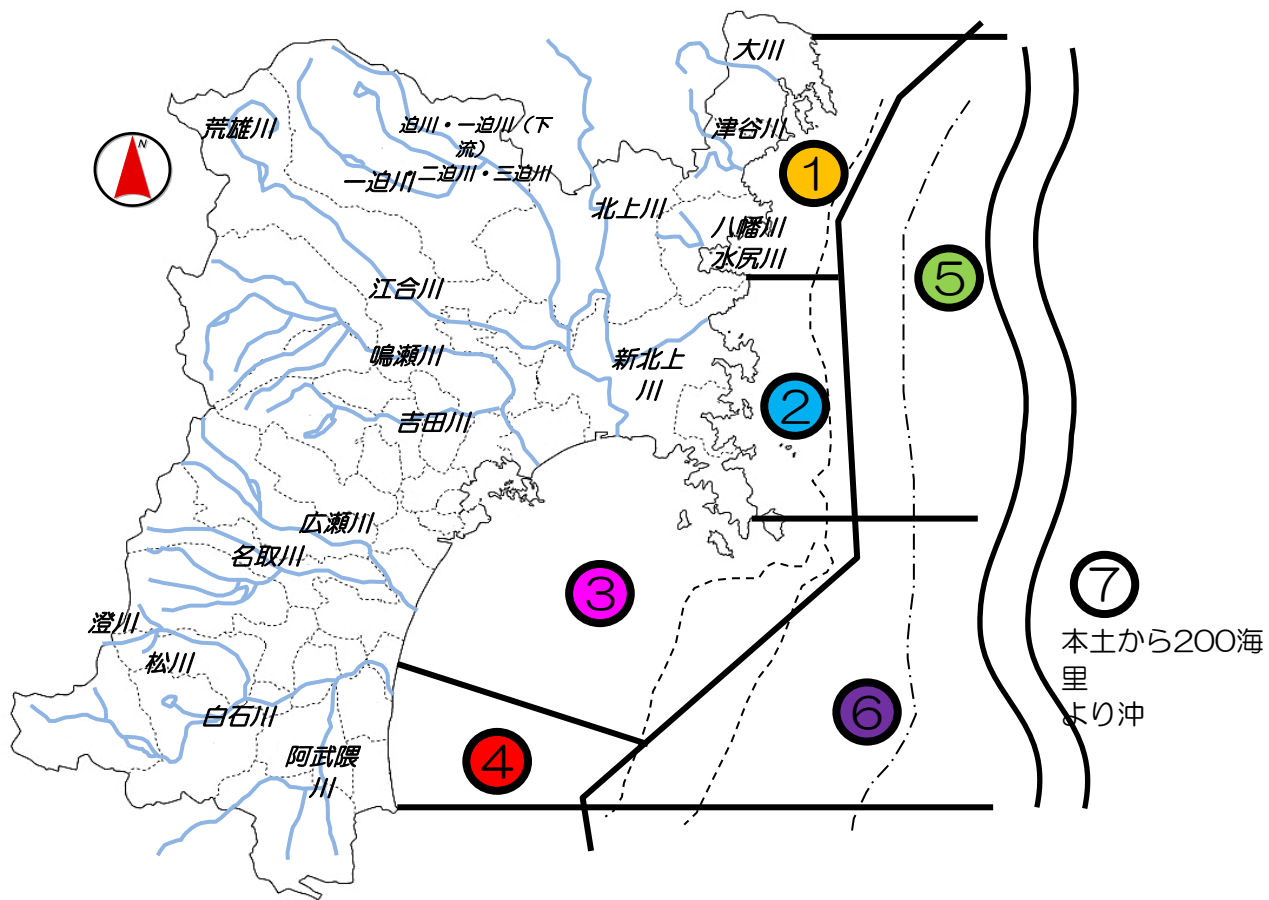 大川
N
荒雄川
迫川・一迫川（下
流）
津谷川
①
一迫川
・二迫川・三迫川
北上川
八幡川
水尻川
⑤
江合川
鳴瀬川
新北上
川
②
吉田川
広瀬川
名取川
③
⑦
澄川
本土から200海
里
より沖
松川
白石川
⑥
阿武隈
川
④